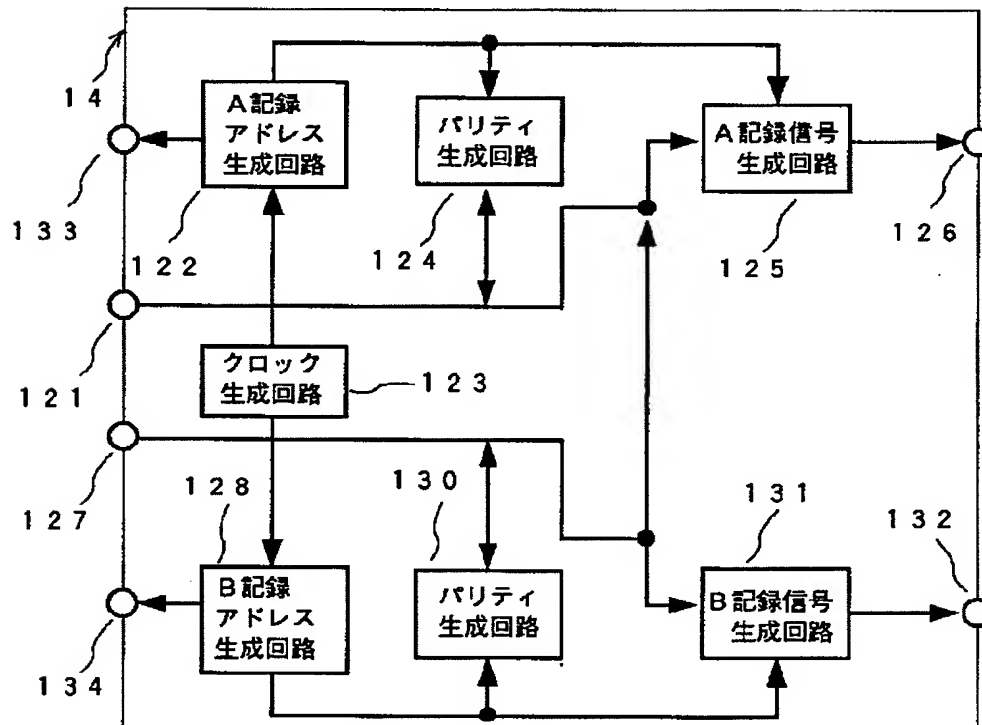 14
A記録
アドレス
生成回路
パリティ
生成回路
A記録信号
生成回路
133
122
124
125
126
121
クロック
生成回路
123
127
128
130
131
132
B記録
アドレス
生成回路
パリティ
生成回路
B記録信号
生成回路
134